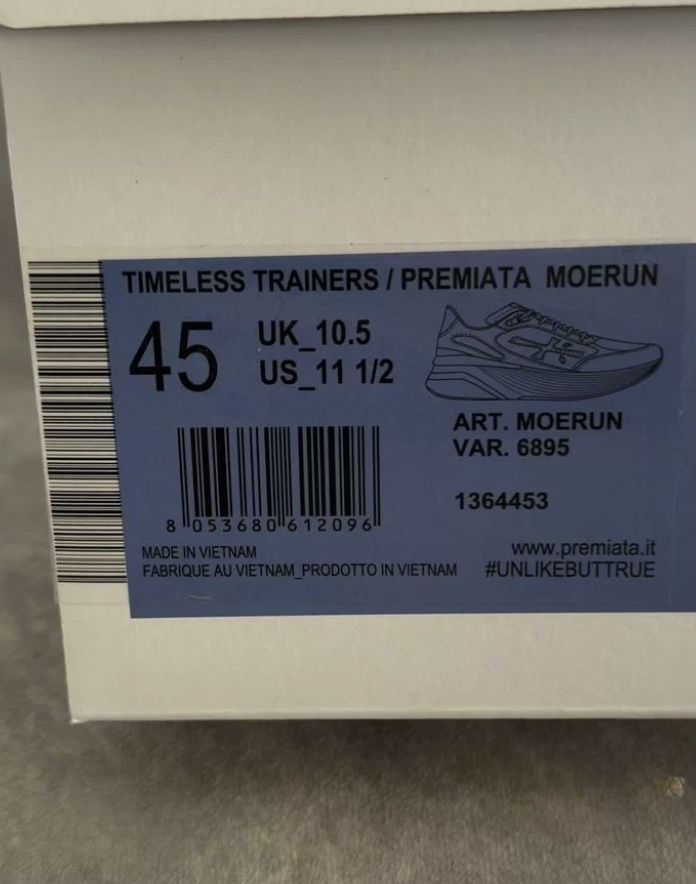 TIMELESS TRAINERS / PREMIATA MOERUN
45
UK_10.5
US_11 1/2
ART. MOERUN
VAR. 6895
1364453
8 053680 612096
MADE IN VIETNAM
FABRIQUE AU VIETNAM_PRODOTTO IN VIETNAM
www.premiata.it
#UNLIKEBUTTRUE